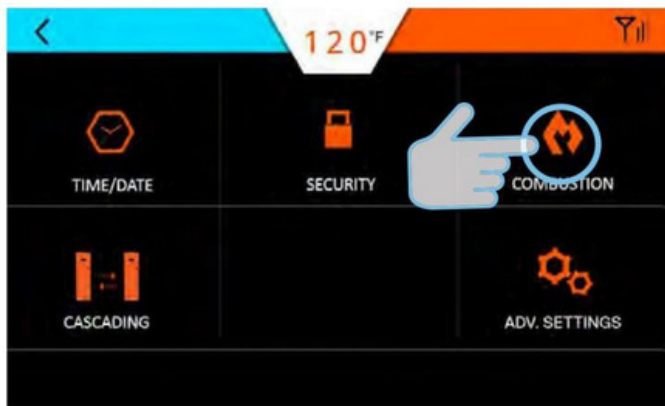 120°F
TIME/DATE
SECURITY
COMBUSTION
CASCADING
ADV. SETTINGS